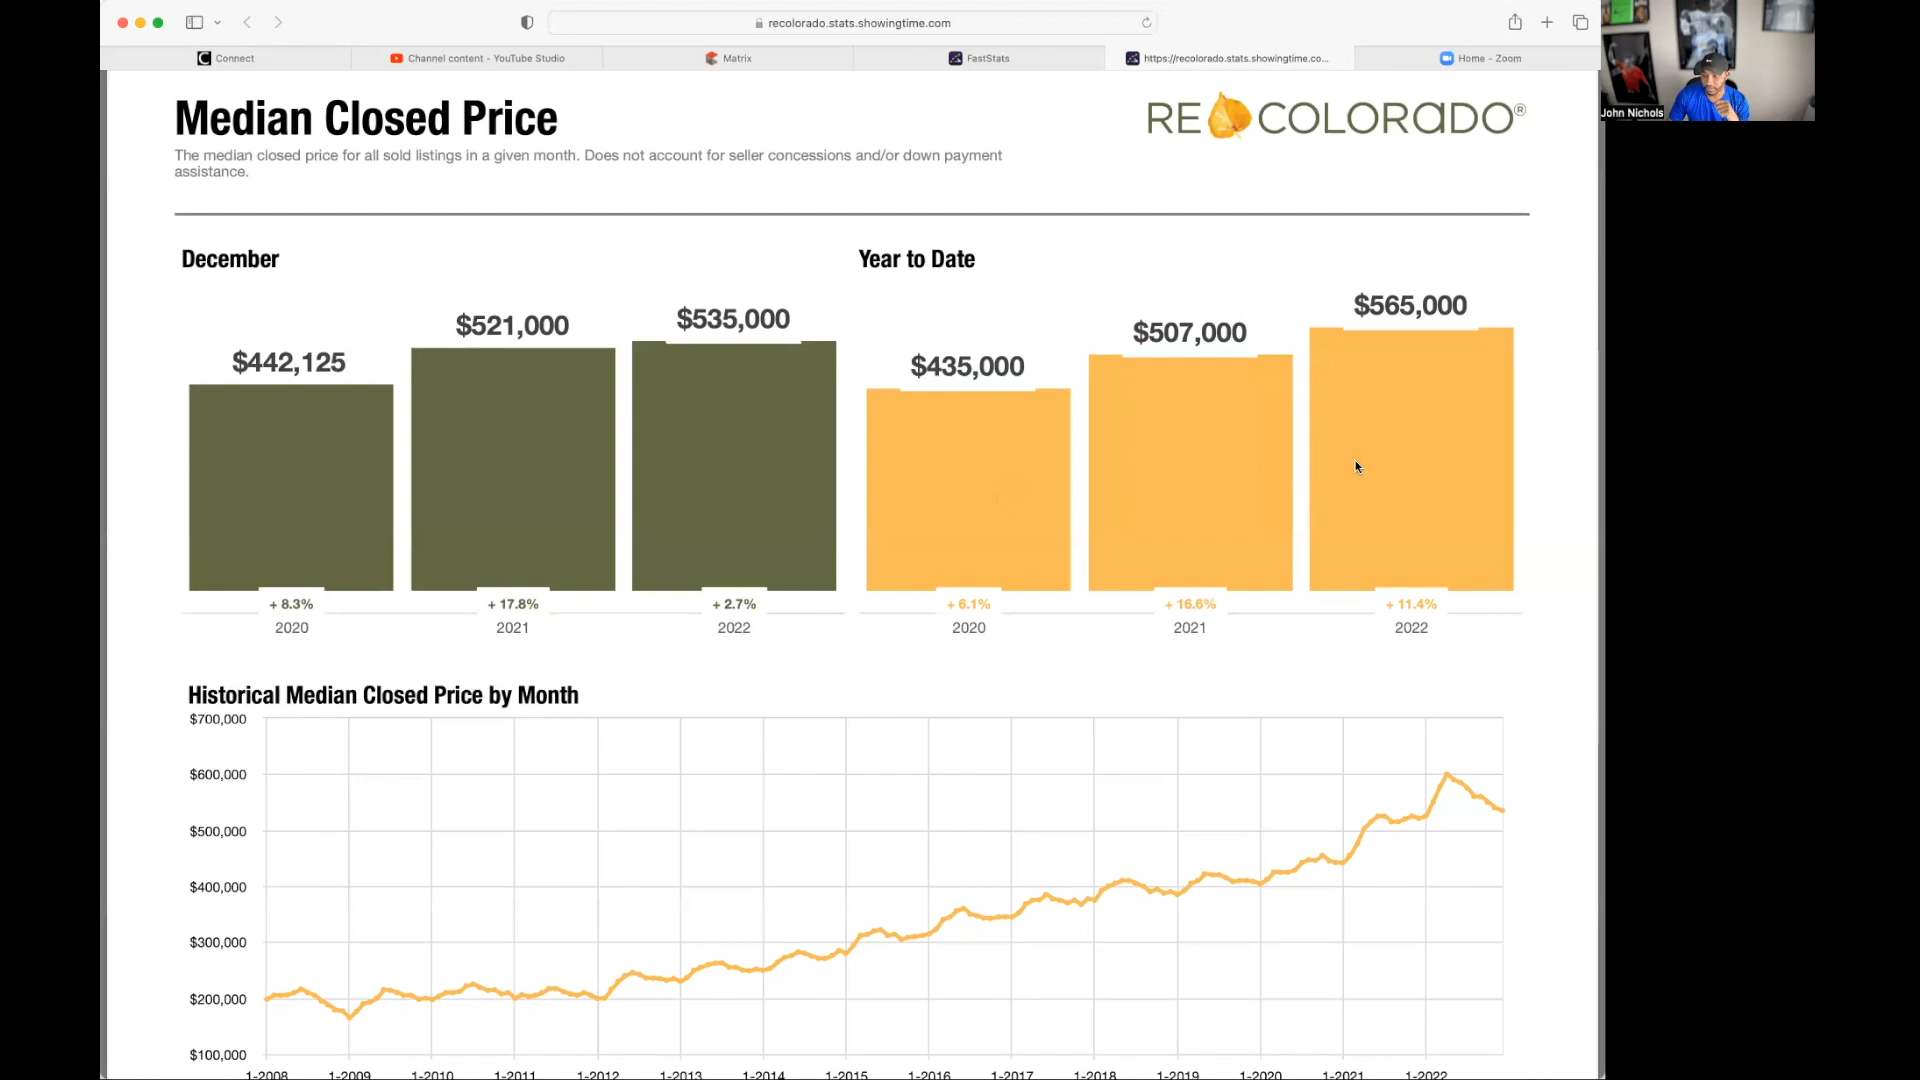 recolorado.stats.showingtime.com
Connect
Channel content - YouTube Studio
Matrix
FastStats
https://recolorado.stats.showingtime.co...
Home - Zoom
John Nichols
Median Closed Price
RE COLORADO®
The median closed price for all sold listings in a given month. Does not account for seller concessions and/or down payment
assistance.
December
$442,125
$521,000
$535,000
+ 8.3%
+ 17.8%
+ 2.7%
2020
2021
2022
Year to Date
$435,000
$507,000
$565,000
+ 6.1%
+ 16.6%
+ 11.4%
2020
2021
2022
Historical Median Closed Price by Month
$700,000
$600,000
$500,000
$400,000
$300,000
$200,000
$100,000
1-2008 1-2009 1-2010 1-2011 1-2012 1-2013 1-2014 1-2015 1-2016 1-2017 1-2018 1-2019 1-2020 1-2021 1-2022